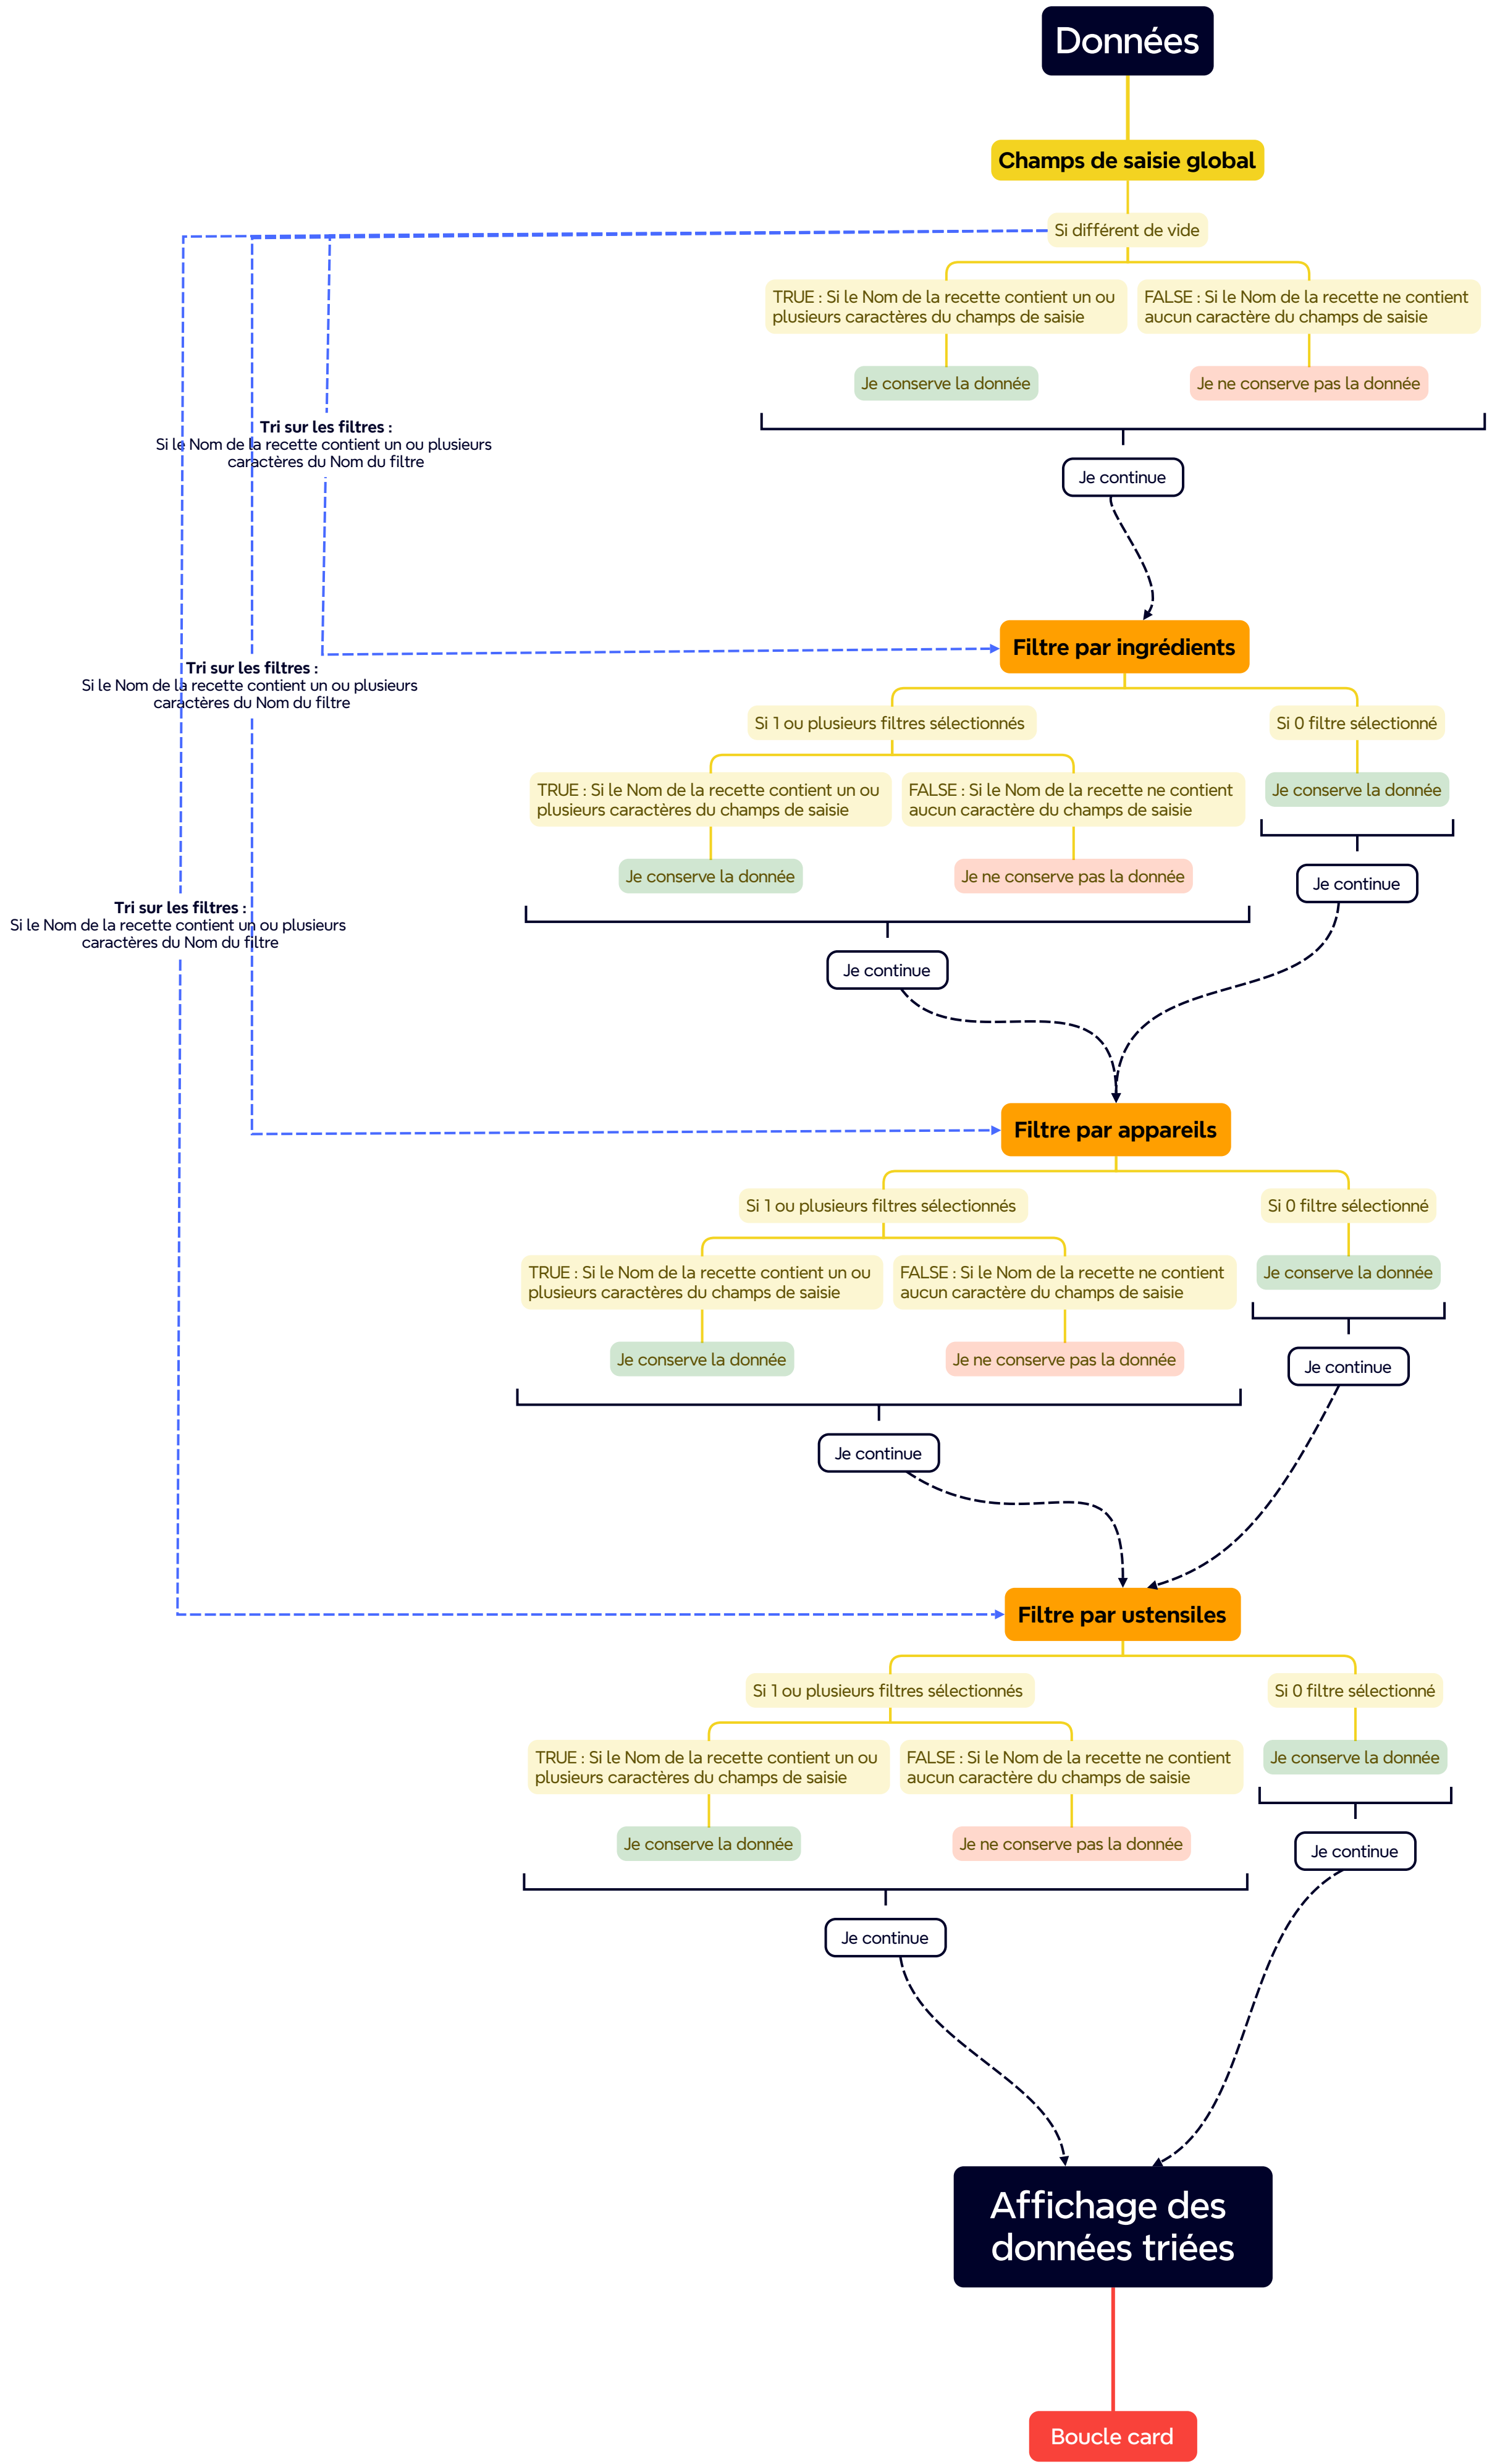 Données
Champs de saisie global
Si différent de vide
TRUE : Si le Nom de la recette contient un ou
plusieurs caractères du champs de saisie
FALSE : Si le Nom de la recette ne contient
aucun caractère du champs de saisie
Je conserve la donnée
Je ne conserve pas la donnée
Tri sur les filtres :
Si le Nom de la recette contient un ou plusieurs
caractères du Nom du filtre
Je continue
Filtre par ingrédients
Tri sur les filtres :
Si le Nom de la recette contient un ou plusieurs
caractères du Nom du filtre
Si 1 ou plusieurs filtres sélectionnés
Si 0 filtre sélectionné
TRUE : Si le Nom de la recette contient un ou
plusieurs caractères du champs de saisie
FALSE : Si le Nom de la recette ne contient
aucun caractère du champs de saisie
Je conserve la donnée
Je conserve la donnée
Je ne conserve pas la donnée
Je continue
Tri sur les filtres :
Si le Nom de la recette contient un ou plusieurs
caractères du Nom du filtre
Je continue
Filtre par appareils
Si 1 ou plusieurs filtres sélectionnés
Si 0 filtre sélectionné
TRUE : Si le Nom de la recette contient un ou
plusieurs caractères du champs de saisie
FALSE : Si le Nom de la recette ne contient
aucun caractère du champs de saisie
Je conserve la donnée
Je conserve la donnée
Je ne conserve pas la donnée
Je continue
Je continue
Filtre par ustensiles
Si 1 ou plusieurs filtres sélectionnés
Si 0 filtre sélectionné
TRUE : Si le Nom de la recette contient un ou
plusieurs caractères du champs de saisie
FALSE : Si le Nom de la recette ne contient
aucun caractère du champs de saisie
Je conserve la donnée
Je conserve la donnée
Je ne conserve pas la donnée
Je continue
Je continue
Affichage des
données triées
Boucle card